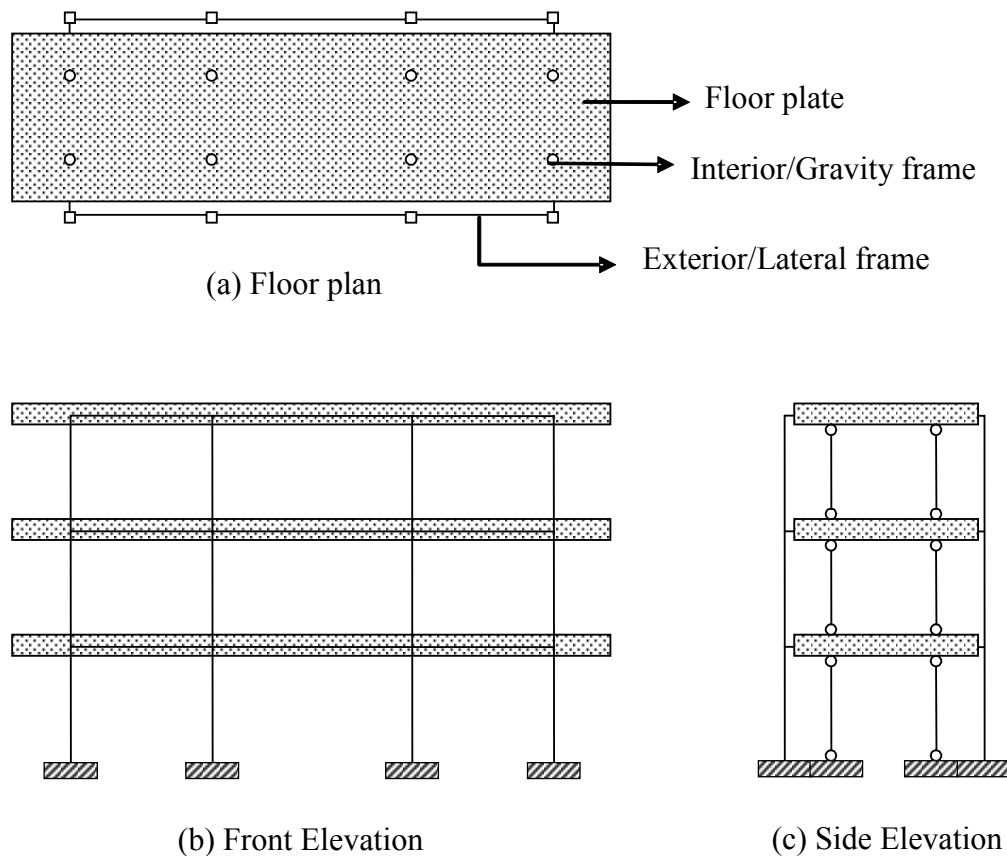 Floor plate
Interior/Gravity frame
Exterior/Lateral frame
(a) Floor plan
(b) Front Elevation
(c) Side Elevation